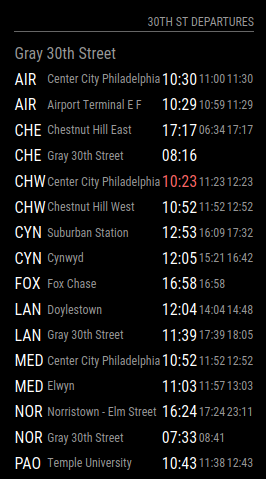 30TH ST DEPARTURES
Gray 30th Street
AIR Center City Philadelphia 10:30 11:00 11:30
AIR Airport Terminal E F 10:29 10:59 11:29
CHE Chestnut Hill East 17:17 06:34 17:17
CHE Gray 30th Street 08:16
CHW Center City Philadelphia 10:23 11:23 12:23
CHW Chestnut Hill West 10:52 11:52 12:52
CYN Suburban Station 12:53 16:09 17:32
CYN Cynwyd 12:05 15:21 16:42
FOX Fox Chase 16:58 16:58
LAN Doylestown 12:04 14:04 14:48
LAN Gray 30th Street 11:39 17:39 18:05
MED Center City Philadelphia 10:52 11:52 12:52
MED Elwyn 11:03 11:57 13:03
NOR Norristown - Elm Street 16:24 17:24 23:11
NOR Gray 30th Street 07:33 08:41
PAO Temple University 10:43 11:38 12:43